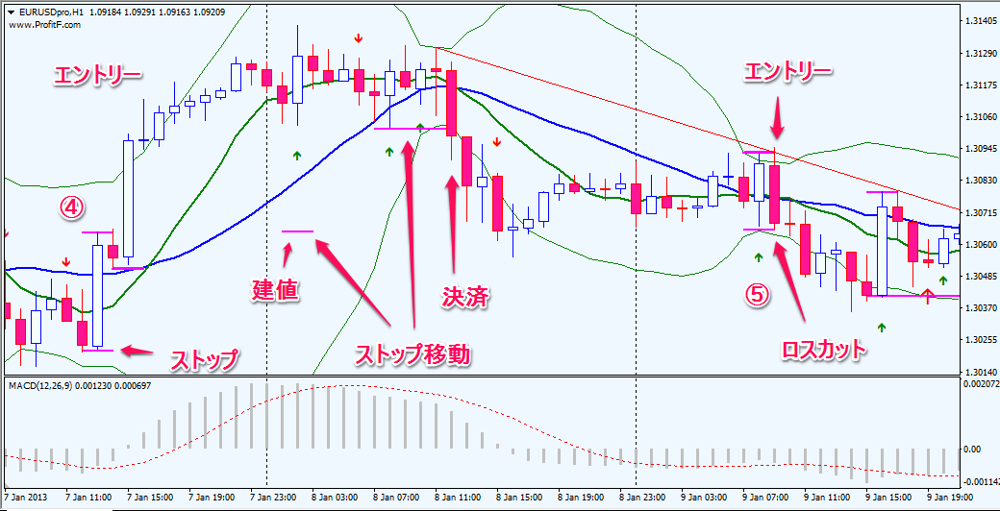 EURUSDpro,H1 1.09184 1.09291 1.09163 1.09209
www.ProfitF.com
エントリー
エントリー
④
建値
決済
ストップ移動
ストップ
⑤
ロスカット
1.31405
1.31290
1.31175
1.31060
1.30945
1.30830
1.30715
1.30600
1.30485
1.30370
1.30255
1.30140
MACD(12,26,9) 0.001230 0.000697
0.002072
0.00
-0.00114
7 Jan 2013
7 Jan 11:00
7 Jan 15:00
7 Jan 19:00
7 Jan 23:00
8 Jan 03:00
8 Jan 07:00
8 Jan 11:00
8 Jan 15:00
8 Jan 19:00
8 Jan 23:00
9 Jan 03:00
9 Jan 07:00
9 Jan 11:00
9 Jan 15:00
9 Jan 19:00